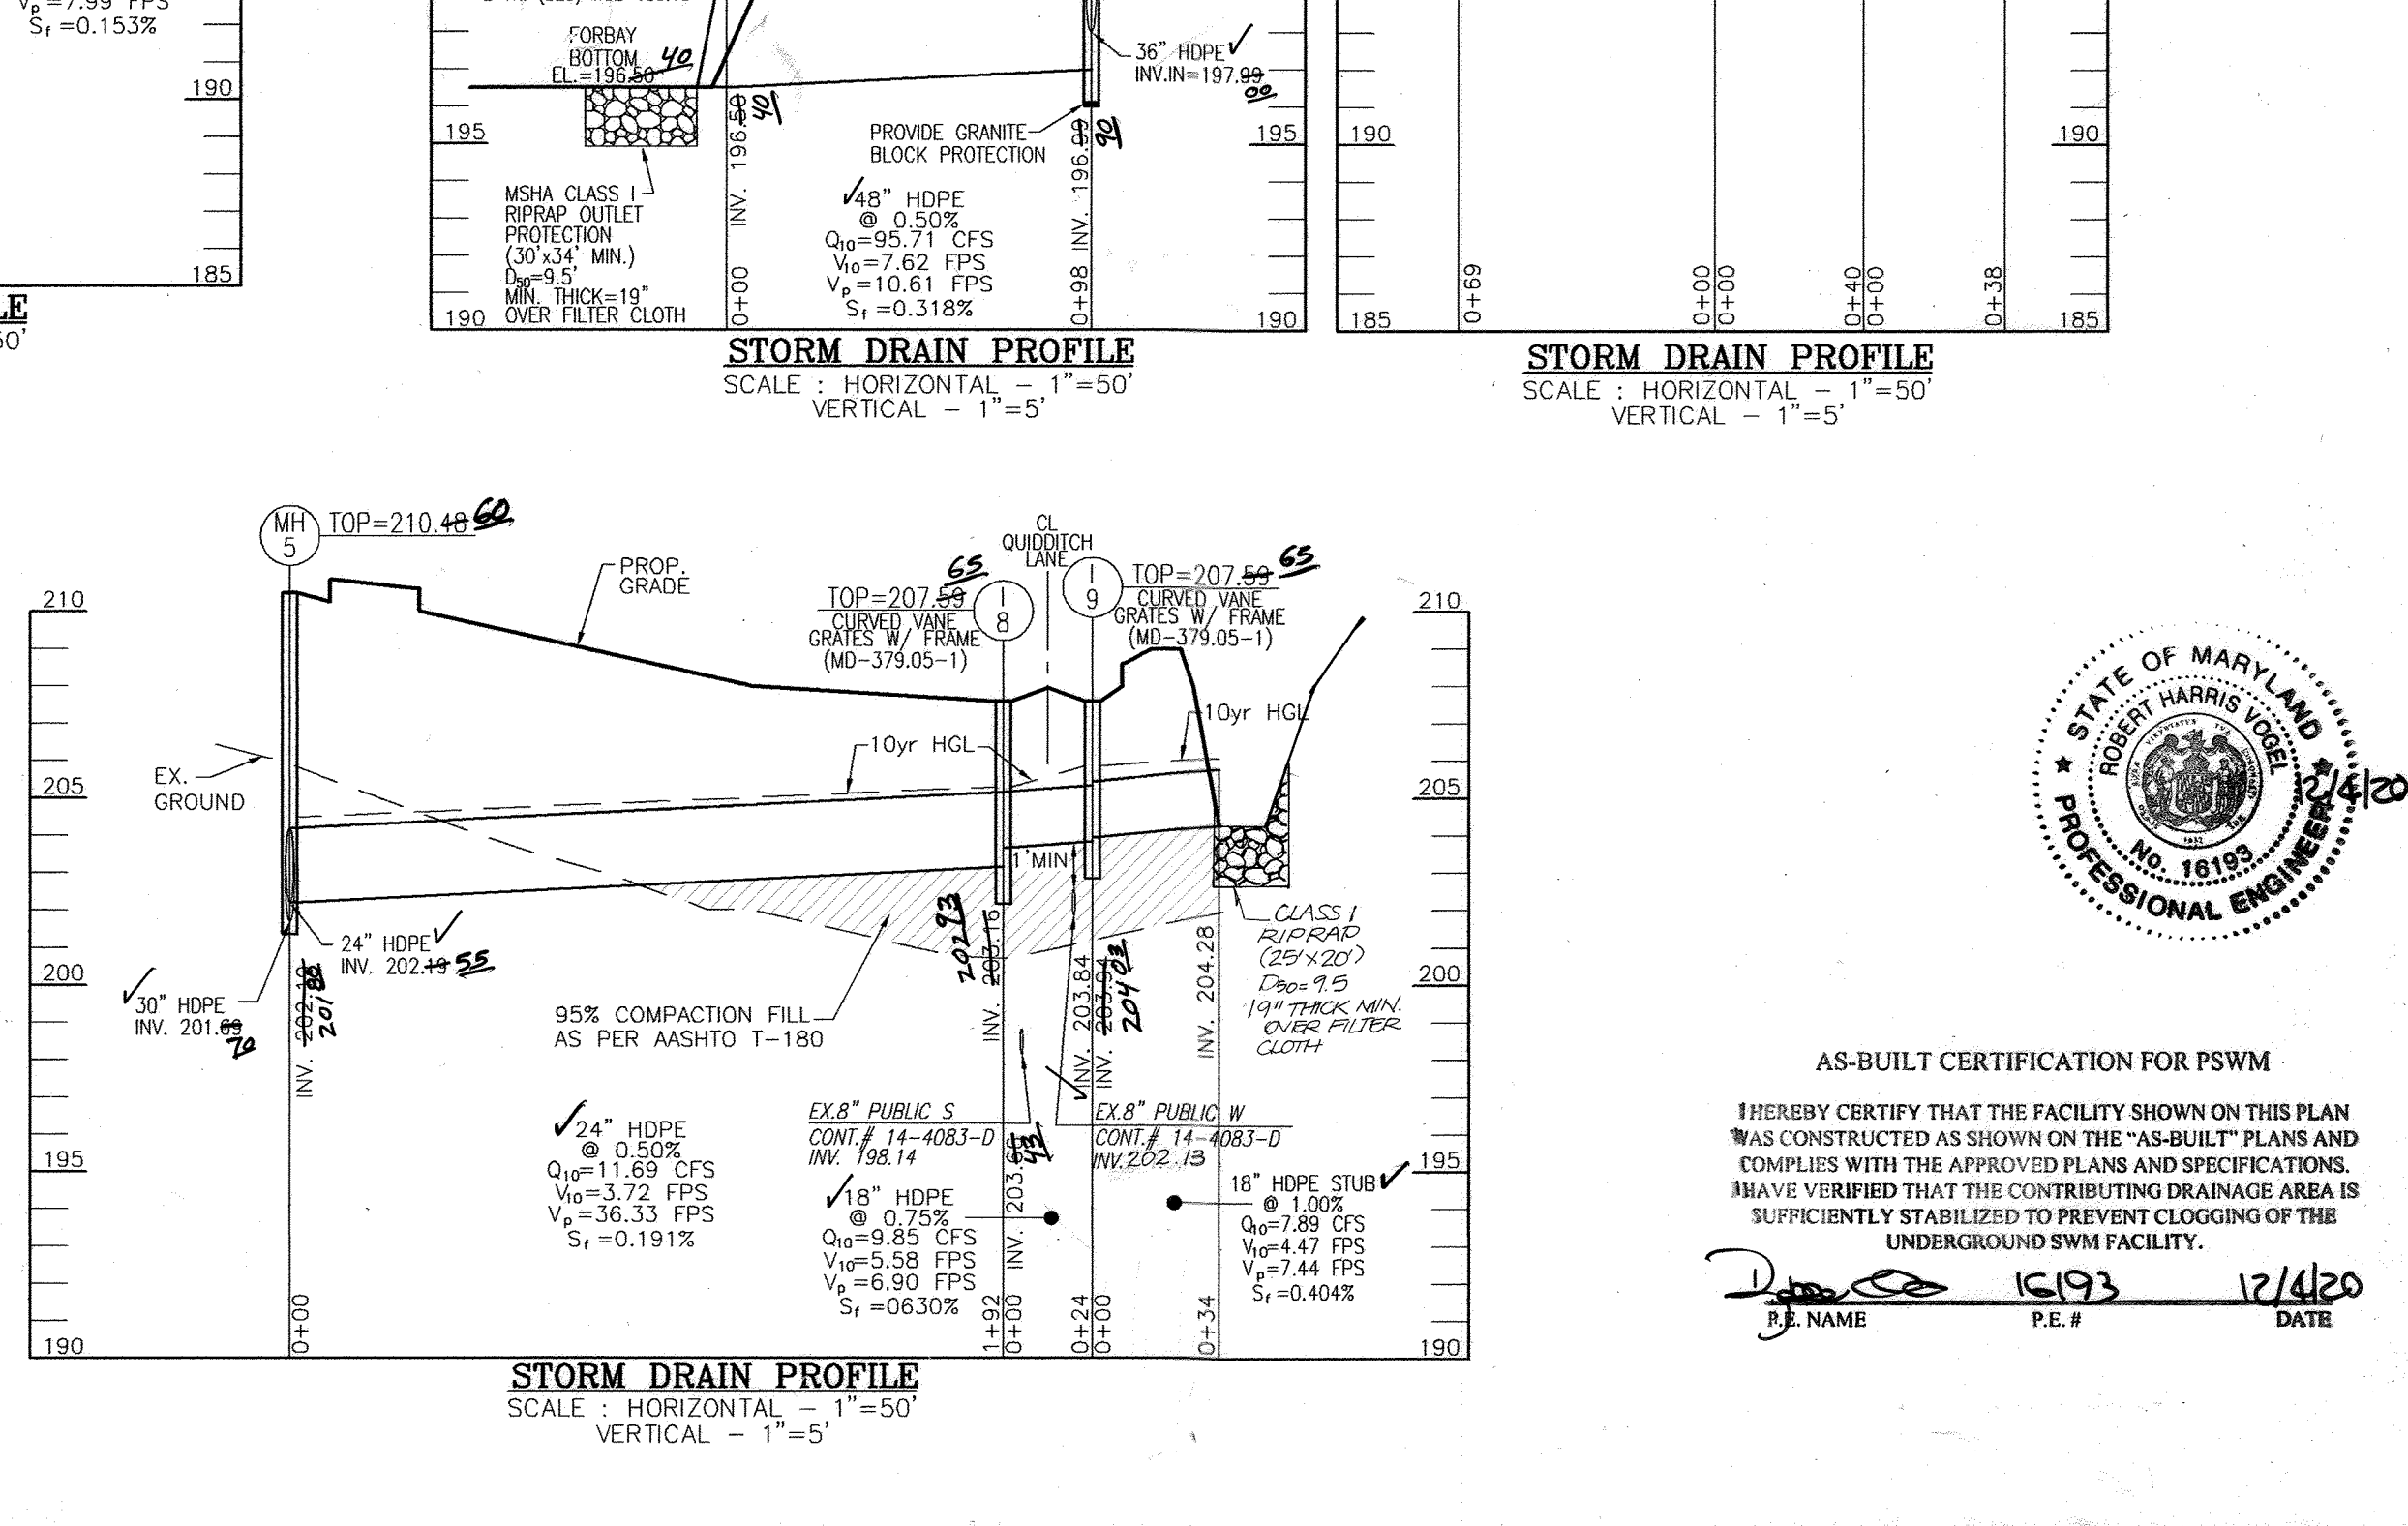 Vp=7.99 FPS
Sf=0.153%
190
185
FORBAY
BOTTOM
EL.=196.50 40
195
190
MSHA CLASS I
RIPRAP OUTLET
PROTECTION
(30'x34' MIN.)
D50=9.5'
MIN. THICK=19"
OVER FILTER CLOTH
INV. 196.50 40
0+00
PROVIDE GRANITE
BLOCK PROTECTION
✓48" HDPE
@ 0.50%
Q10=95.71 CFS
V10=7.62 FPS
Vp=10.61 FPS
Sf=0.318%
0+98 INV. 196.99 90
36" HDPE✓
INV.IN=197.99
00
195
190
STORM DRAIN PROFILE
SCALE : HORIZONTAL - 1"=50'
VERTICAL - 1"=5'
190
185
0+69
0+00
0+00
0+40
0+00
0+38
190
185
STORM DRAIN PROFILE
SCALE : HORIZONTAL - 1"=50'
VERTICAL - 1"=5'
MH
5
TOP=210.48 60
PROP.
GRADE
CL
QUIDDITCH
LANE
65
TOP=207.59
CURVED VANE
GRATES W/ FRAME
(MD-379.05-1)
I
8
I
9
TOP=207.59 65
CURVED VANE
GRATES W/ FRAME
(MD-379.05-1)
210
205
200
195
190
EX.
GROUND
10yr HGL
10yr HGL
1'MIN
24" HDPE✓
INV. 202.19 55
✓30" HDPE
INV. 201.69
70
INV. 202.19
201 88
0+00
95% COMPACTION FILL
AS PER AASHTO T-180
202 93
INV. 203.16
INV. 203.84
INV. 203.94
204 03
INV. 204.28
CLASS I
RIPRAP
(25'X20')
D50=9.5
19" THICK MIN.
OVER FILTER
CLOTH
✓24" HDPE
@ 0.50%
Q10=11.69 CFS
V10=3.72 FPS
Vp=36.33 FPS
Sf=0.191%
EX.8" PUBLIC S
CONT.# 14-4083-D
INV. 198.14
EX.8" PUBLIC W
CONT.# 14-4083-D
INV.202.13
✓18" HDPE
@ 0.75%
Q10=9.85 CFS
V10=5.58 FPS
Vp=6.90 FPS
Sf=0630%
INV. 203.66 43
18" HDPE STUB✓
@ 1.00%
Q10=7.89 CFS
V10=4.47 FPS
Vp=7.44 FPS
Sf=0.404%
1+92
0+00
0+24
0+00
0+34
210
205
200
195
190
STORM DRAIN PROFILE
SCALE : HORIZONTAL - 1"=50'
VERTICAL - 1"=5'
STATE OF MARYLAND
ROBERT HARRIS VOGEL
No. 16193
PROFESSIONAL ENGINEER
12/4/20
AS-BUILT CERTIFICATION FOR PSWM
I HEREBY CERTIFY THAT THE FACILITY SHOWN ON THIS PLAN
WAS CONSTRUCTED AS SHOWN ON THE "AS-BUILT" PLANS AND
COMPLIES WITH THE APPROVED PLANS AND SPECIFICATIONS.
I HAVE VERIFIED THAT THE CONTRIBUTING DRAINAGE AREA IS
SUFFICIENTLY STABILIZED TO PREVENT CLOGGING OF THE
UNDERGROUND SWM FACILITY.
16193 12/4/20
P.E. NAME P.E. # DATE